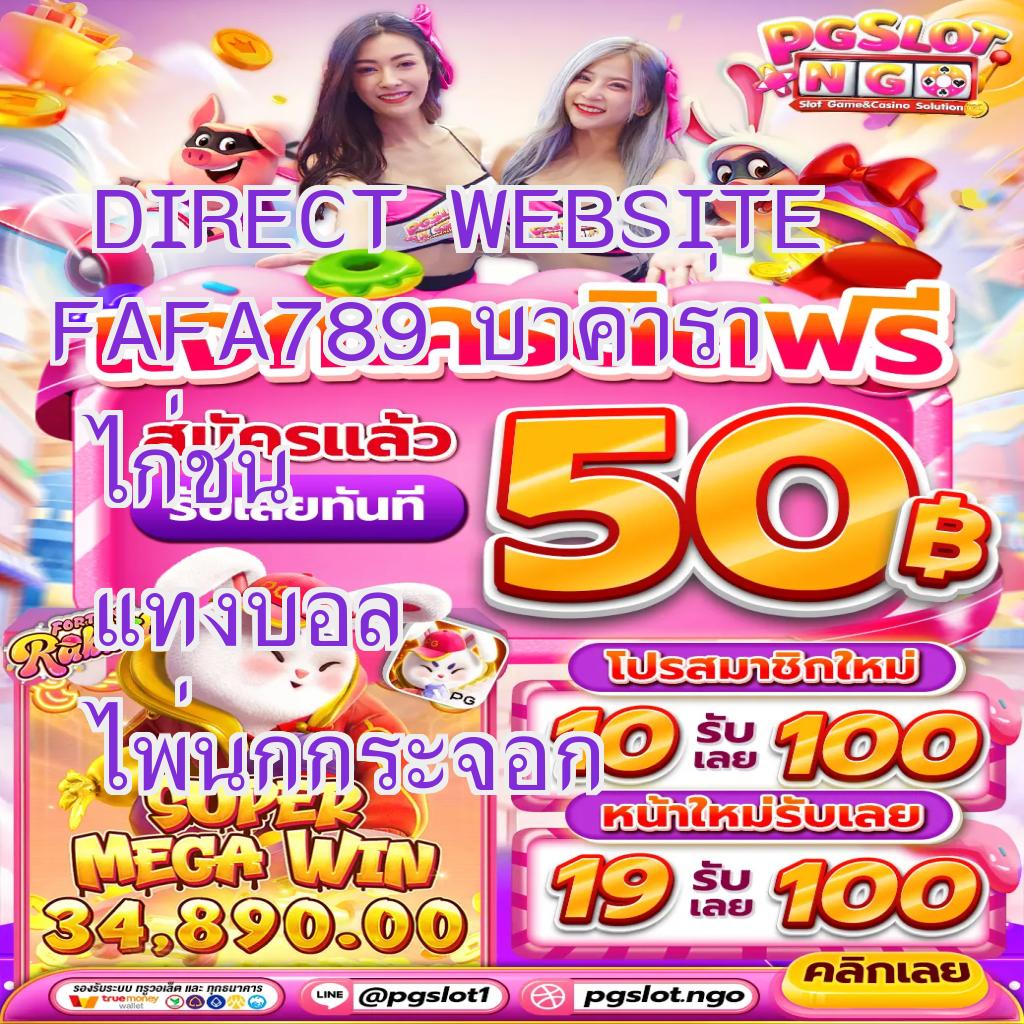 PGSLOT
NGO
Slot Game&Casino Solution
DIRECT WEBSITE
FAFA789 บาคาร่า
ฟรี
สมัครแล้ว
ไก่ชน
รับเลยทันที
50฿
แทงบอล
PG
ไพ่นกกระจอก
โปรสมาชิกใหม่
10 รับเลย 100
หน้าใหม่รับเลย
19 รับเลย 100
SUPER
MEGA WIN
34,890.00
คลิกเลย
รองรับระบบ ทรูวอลเล็ต และ ทุกธนาคาร
truemoney
wallet
LINE @pgslot1
pgslot.ngo